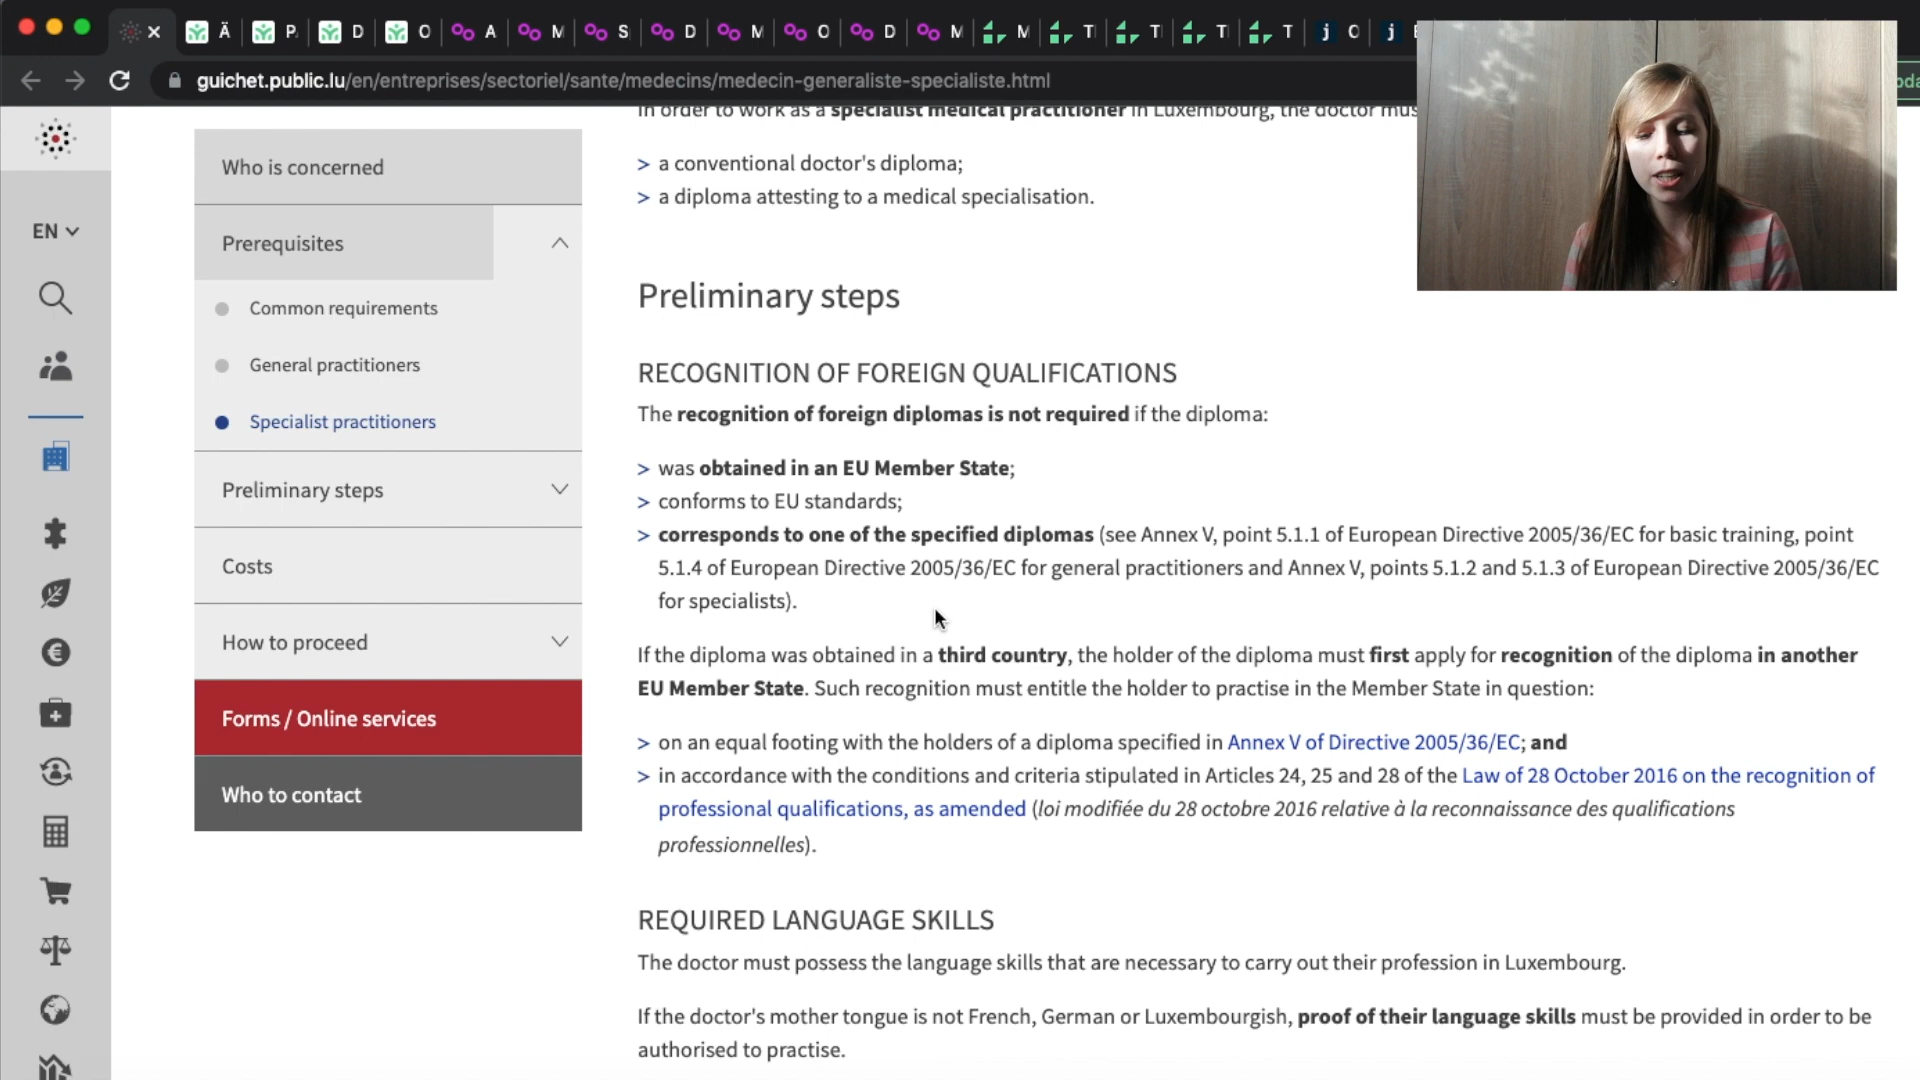 Ä
P
D
O
A
M
S
D
M
O
D
M
M
T
T
T
T
O
guichet.public.lu/en/entreprises/sectoriel/sante/medecins/medecin-generaliste-specialiste.html
EN
Who is concerned
Prerequisites
Common requirements
General practitioners
Specialist practitioners
Preliminary steps
Costs
How to proceed
Forms / Online services
Who to contact
In order to work as a specialist medical practitioner in Luxembourg, the doctor
> a conventional doctor's diploma;
> a diploma attesting to a medical specialisation.
Preliminary steps
RECOGNITION OF FOREIGN QUALIFICATIONS
The recognition of foreign diplomas is not required if the diploma:
> was obtained in an EU Member State;
> conforms to EU standards;
> corresponds to one of the specified diplomas (see Annex V, point 5.1.1 of European Directive 2005/36/EC for basic training, point
5.1.4 of European Directive 2005/36/EC for general practitioners and Annex V, points 5.1.2 and 5.1.3 of European Directive 2005/36/EC
for specialists).
If the diploma was obtained in a third country, the holder of the diploma must first apply for recognition of the diploma in another
EU Member State. Such recognition must entitle the holder to practise in the Member State in question:
> on an equal footing with the holders of a diploma specified in Annex V of Directive 2005/36/EC; and
> in accordance with the conditions and criteria stipulated in Articles 24, 25 and 28 of the Law of 28 October 2016 on the recognition of
professional qualifications, as amended (loi modifiée du 28 octobre 2016 relative à la reconnaissance des qualifications
professionnelles).
REQUIRED LANGUAGE SKILLS
The doctor must possess the language skills that are necessary to carry out their profession in Luxembourg.
If the doctor's mother tongue is not French, German or Luxembourgish, proof of their language skills must be provided in order to be
authorised to practise.